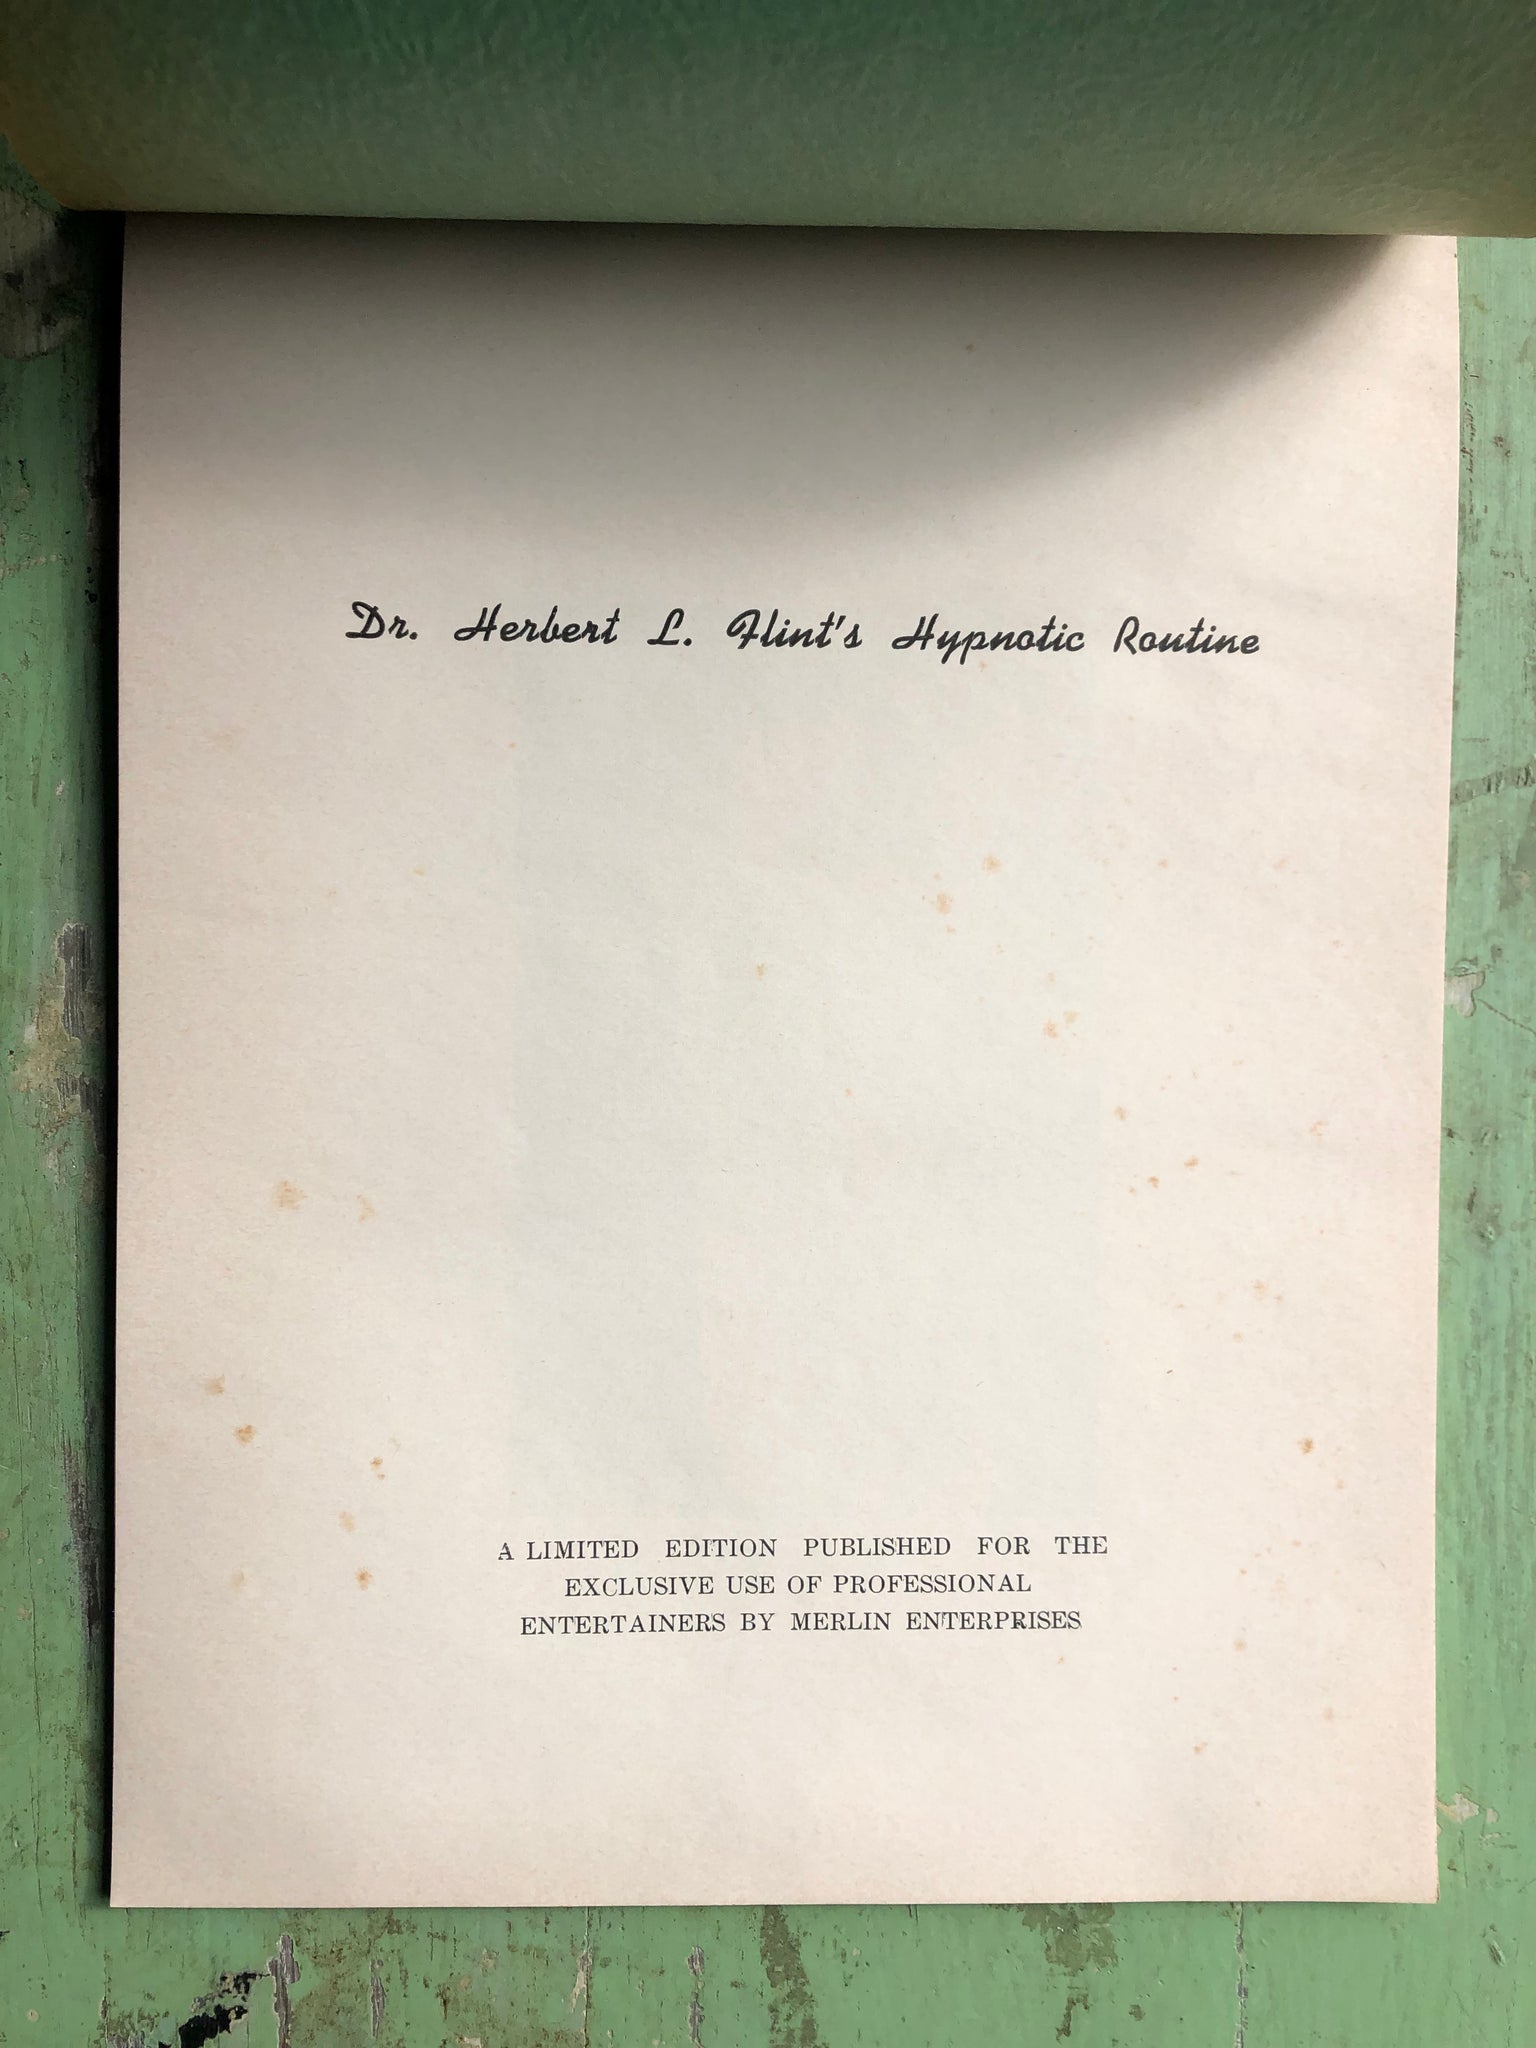 Dr. Herbert L. Flint's Hypnotic Routine
A LIMITED EDITION PUBLISHED FOR THE
EXCLUSIVE USE OF PROFESSIONAL
ENTERTAINERS BY MERLIN ENTERPRISES